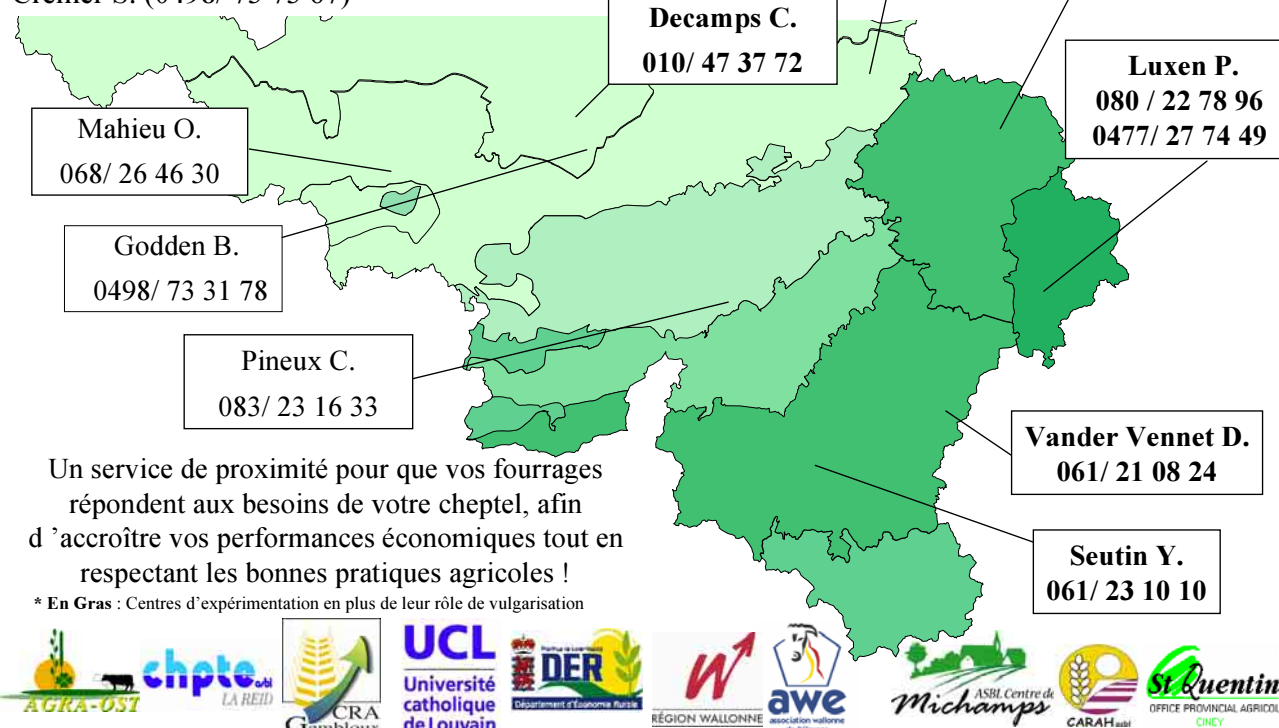 Decamps C.
010/ 47 37 72
Luxen P.
080 / 22 78 96
0477/ 27 74 49
Mahieu O.
068/ 26 46 30
Godden B.
0498/ 73 31 78
Pineux C.
083/ 23 16 33
Vander Vennet D.
061/ 21 08 24
Seutin Y.
061/ 23 10 10
Un service de proximité pour que vos fourrages
répondent aux besoins de votre cheptel, afin
d ’accroître vos performances économiques tout en
respectant les bonnes pratiques agricoles !
* En Gras : Centres d’expérimentation en plus de leur rôle de vulgarisation
AGRA-OST
chpte asbl
LA REID
CRA
Gembloux
UCL
Université
catholique
de Louvain
DER
Département d'Économie Rurale
RÉGION WALLONNE
awe
association wallonne
ASBL Centre de
Michamps
CARAH asbl
St Quentin
OFFICE PROVINCIAL AGRICOL
CINEY